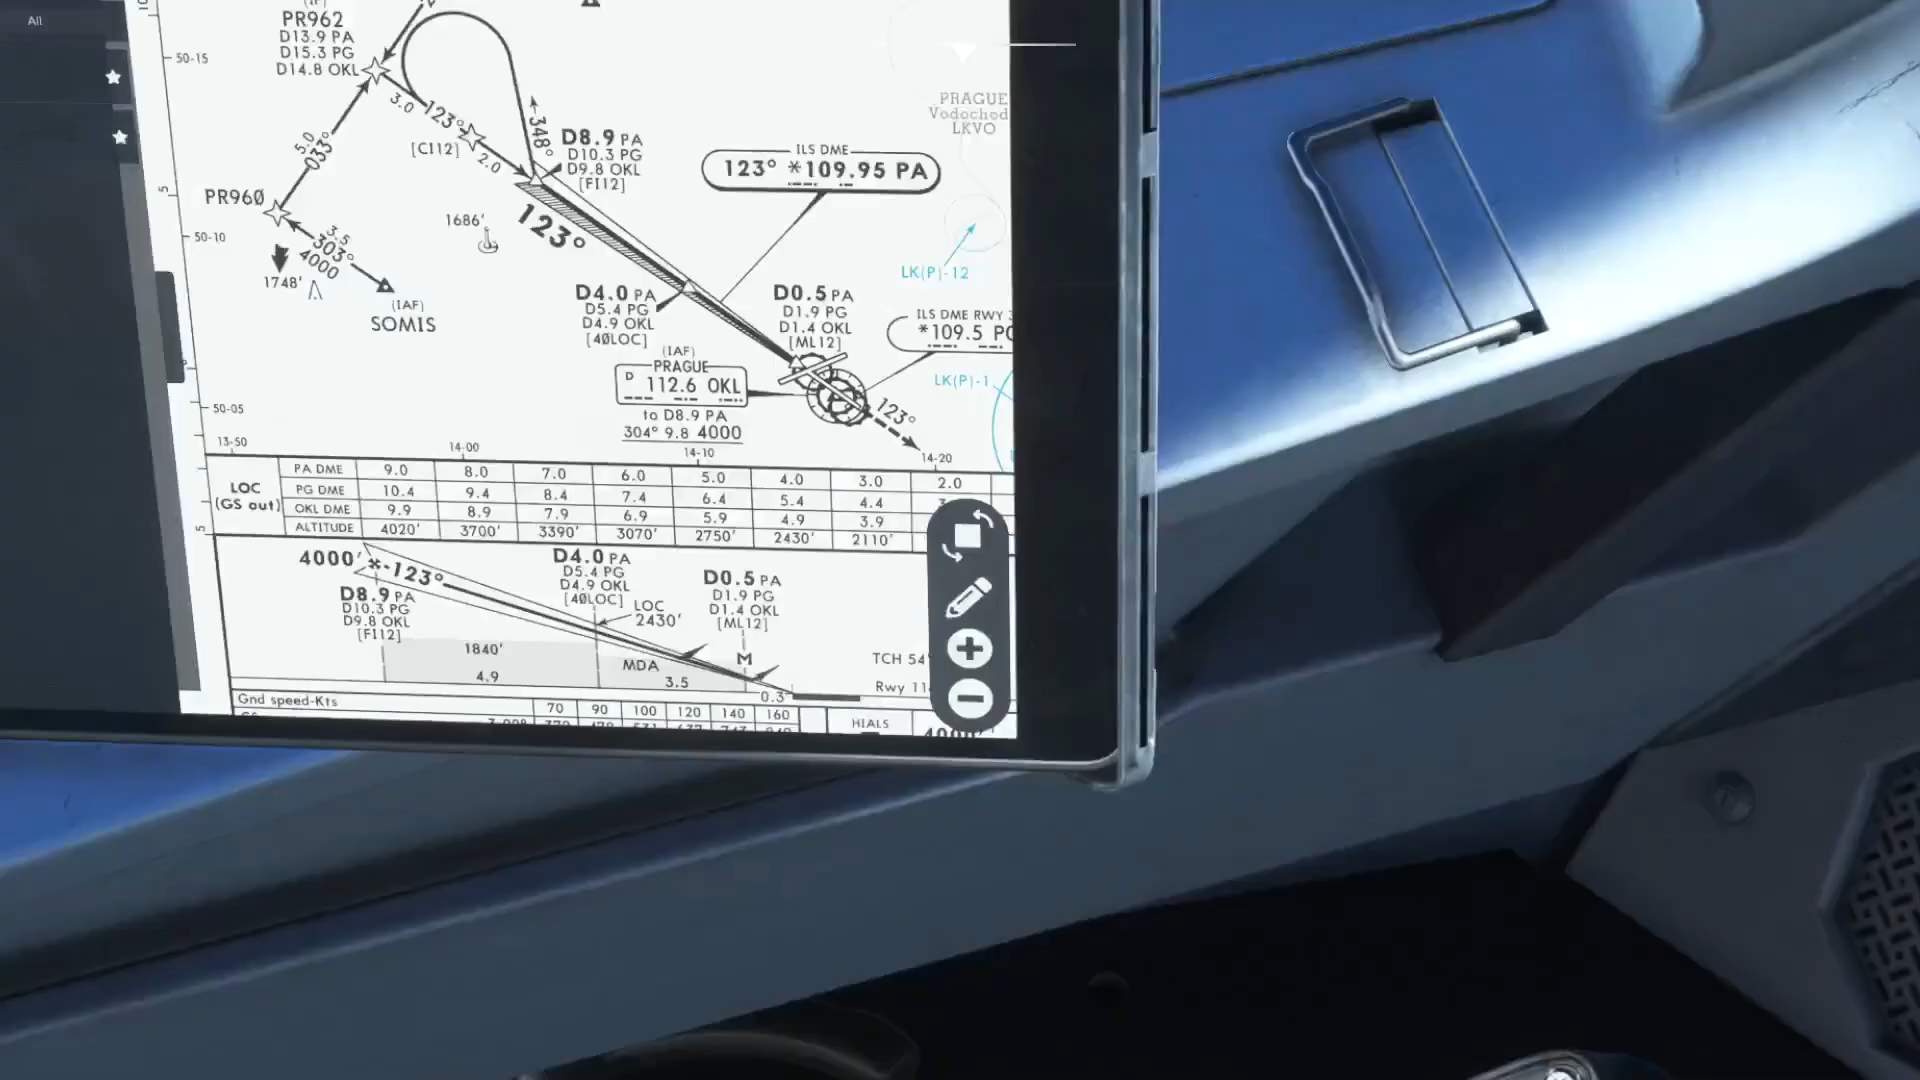 All
(IF)
PR962
D13.9 PA
D15.3 PG
D14.8 OKL
50-15
3.0
123°
[CI12]
2.0
348°
D8.9 PA
D10.3 PG
D9.8 OKL
[FI12]
PRAGUE
Vodochod
LKVO
ILS DME
123° *109.95 PA
5.0
033°
PR960
3.5
303°
4000
1748'
(IAF)
SOMIS
1686'
123°
50-10
5
LK(P)-12
D4.0 PA
D5.4 PG
D4.9 OKL
[40LOC]
D0.5 PA
D1.9 PG
D1.4 OKL
[ML12]
ILS DME RWY 3
*109.5 P
LK(P)-1
(IAF)
PRAGUE
D 112.6 OKL
to D8.9 PA
304° 9.8 4000
123°
50-05
13-50
14-00
14-10
14-20
LOC
(GS out)
PA DME 9.0 8.0 7.0 6.0 5.0 4.0 3.0 2.0
PG DME 10.4 9.4 8.4 7.4 6.4 5.4 4.4
OKL DME 9.9 8.9 7.9 6.9 5.9 4.9 3.9
ALTITUDE 4020' 3700' 3390' 3070' 2750' 2430' 2110'
5
4000'
123°
D8.9 PA
D10.3 PG
D9.8 OKL
[FI12]
D4.0 PA
D5.4 PG
D4.9 OKL
[40LOC]
LOC
2430'
D0.5 PA
D1.9 PG
D1.4 OKL
[ML12]
M
1840'
4.9
MDA
3.5
0.3
TCH 54'
Rwy 11
Gnd speed-Kts 70 90 100 120 140 160
HIALS